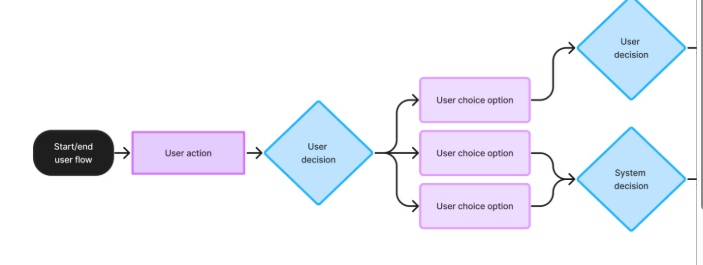 Start/end
user flow
User action
User
decision
User choice option
User choice option
User choice option
User
decision
System
decision